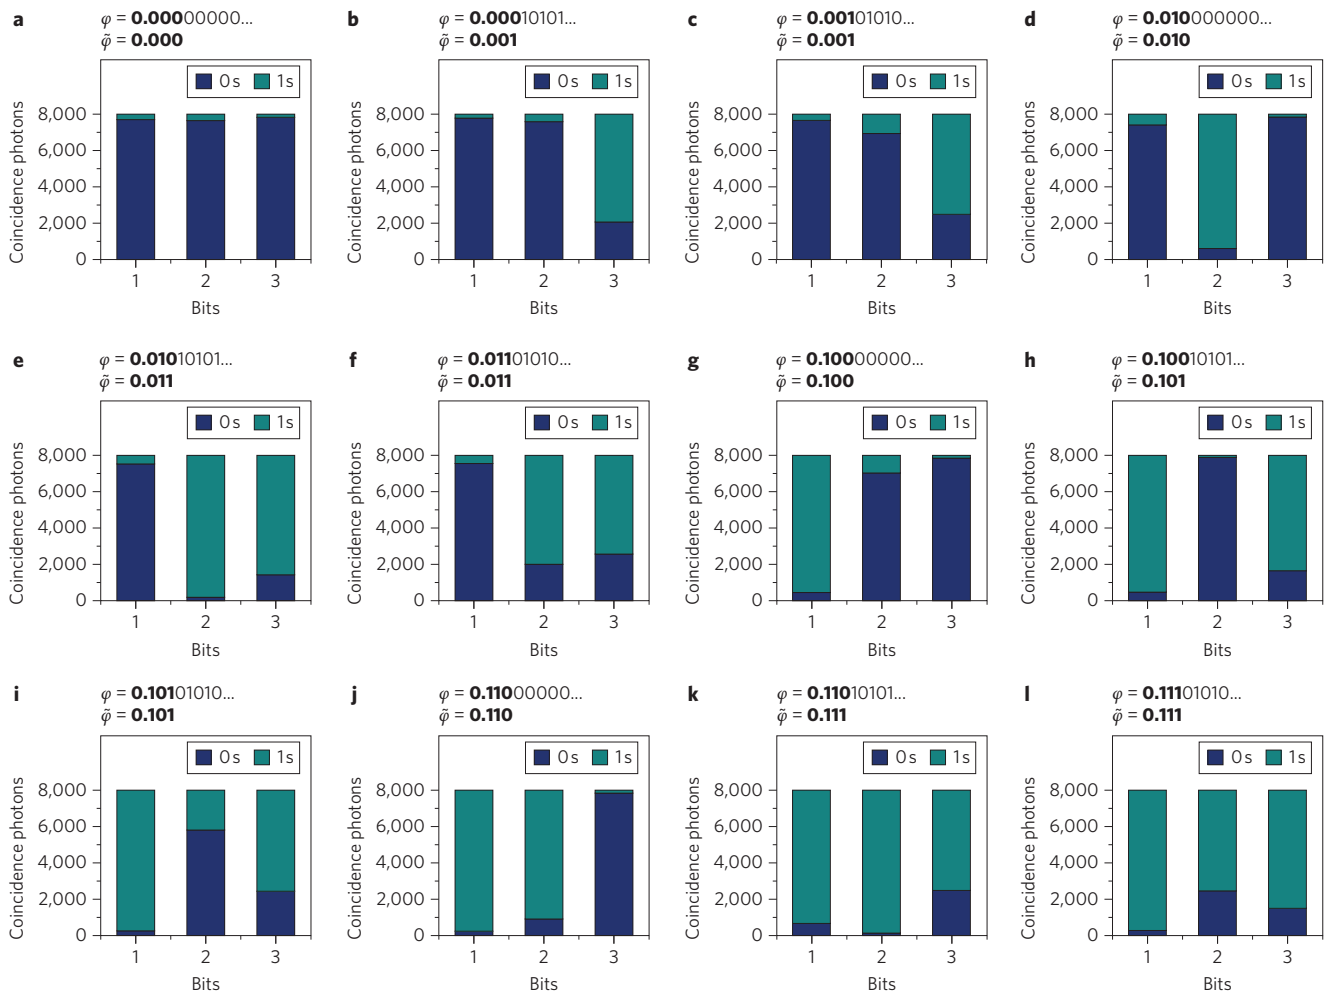 a φ = 0.00000000...
φ̃ = 0.000
0s 1s
Coincidence photons
8,000
6,000
4,000
2,000
0
1 2 3
Bits
b φ = 0.00010101...
φ̃ = 0.001
0s 1s
Coincidence photons
8,000
6,000
4,000
2,000
0
1 2 3
Bits
c φ = 0.00101010...
φ̃ = 0.001
0s 1s
Coincidence photons
8,000
6,000
4,000
2,000
0
1 2 3
Bits
d φ = 0.010000000...
φ̃ = 0.010
0s 1s
Coincidence photons
8,000
6,000
4,000
2,000
0
1 2 3
Bits
e φ = 0.01010101...
φ̃ = 0.011
0s 1s
Coincidence photons
8,000
6,000
4,000
2,000
0
1 2 3
Bits
f φ = 0.01101010...
φ̃ = 0.011
0s 1s
Coincidence photons
8,000
6,000
4,000
2,000
0
1 2 3
Bits
g φ = 0.10000000...
φ̃ = 0.100
0s 1s
Coincidence photons
8,000
6,000
4,000
2,000
0
1 2 3
Bits
h φ = 0.10010101...
φ̃ = 0.101
0s 1s
Coincidence photons
8,000
6,000
4,000
2,000
0
1 2 3
Bits
i φ = 0.10101010...
φ̃ = 0.101
0s 1s
Coincidence photons
8,000
6,000
4,000
2,000
0
1 2 3
Bits
j φ = 0.11000000...
φ̃ = 0.110
0s 1s
Coincidence photons
8,000
6,000
4,000
2,000
0
1 2 3
Bits
k φ = 0.11010101...
φ̃ = 0.111
0s 1s
Coincidence photons
8,000
6,000
4,000
2,000
0
1 2 3
Bits
l φ = 0.11101010...
φ̃ = 0.111
0s 1s
Coincidence photons
8,000
6,000
4,000
2,000
0
1 2 3
Bits